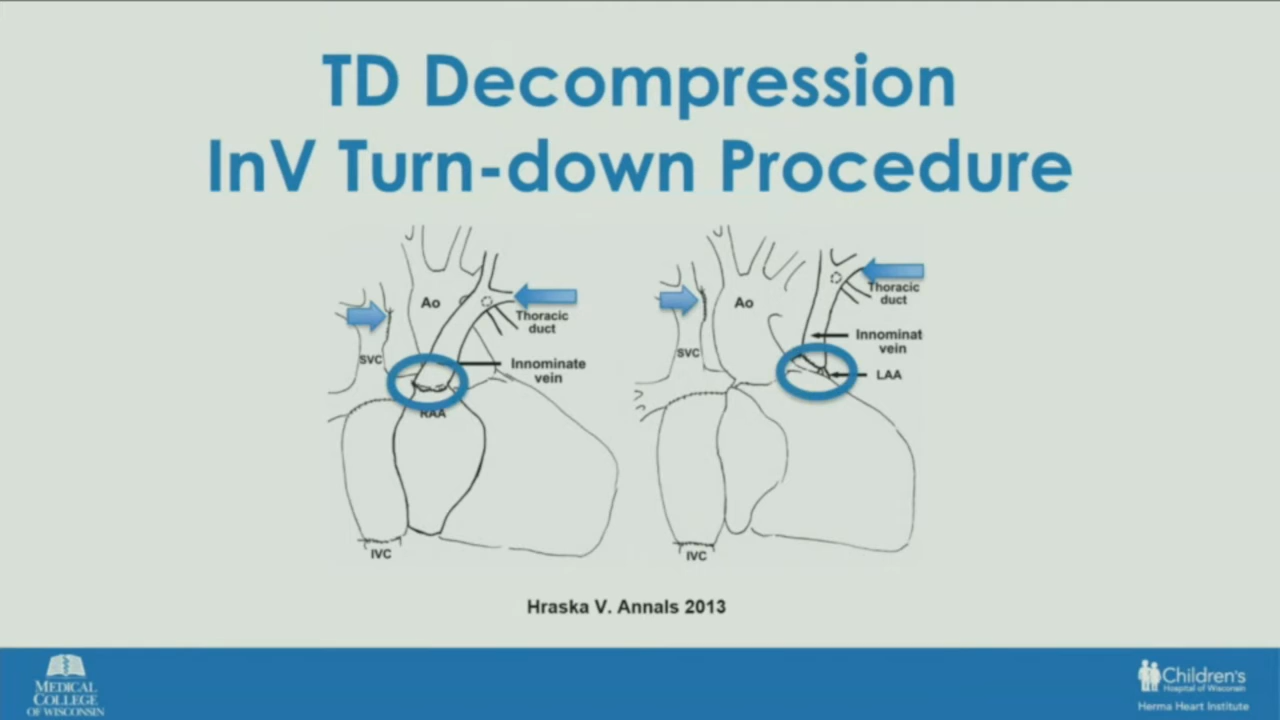 TD Decompression
InV Turn-down Procedure
Ao
Thoracic
duct
SVC
Innominate
vein
RAA
IVC
Ao
Thoracic
duct
Innominat
vein
SVC
LAA
IVC
Hraska V. Annals 2013
MEDICAL
COLLEGE
OF WISCONSIN
Children's
Hospital of Wisconsin
Herma Heart Institute